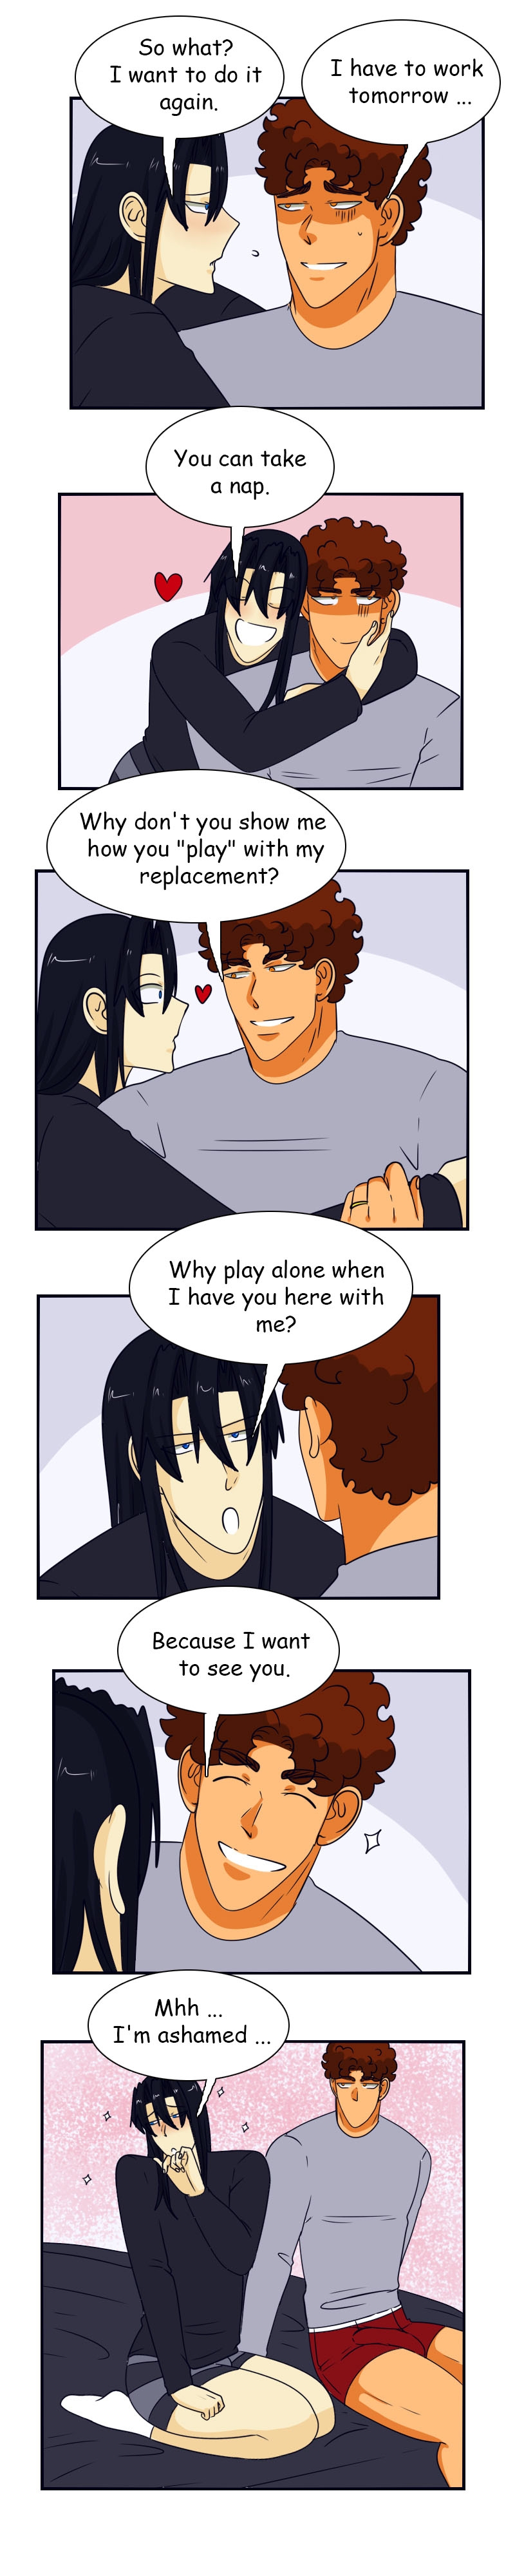 So what?
I want to do it
again.
I have to work
tomorrow ...
You can take
a nap.
Why don't you show me
how you "play" with my
replacement?
Why play alone when
I have you here with
me?
Because I want
to see you.
Mhh ...
I'm ashamed ...